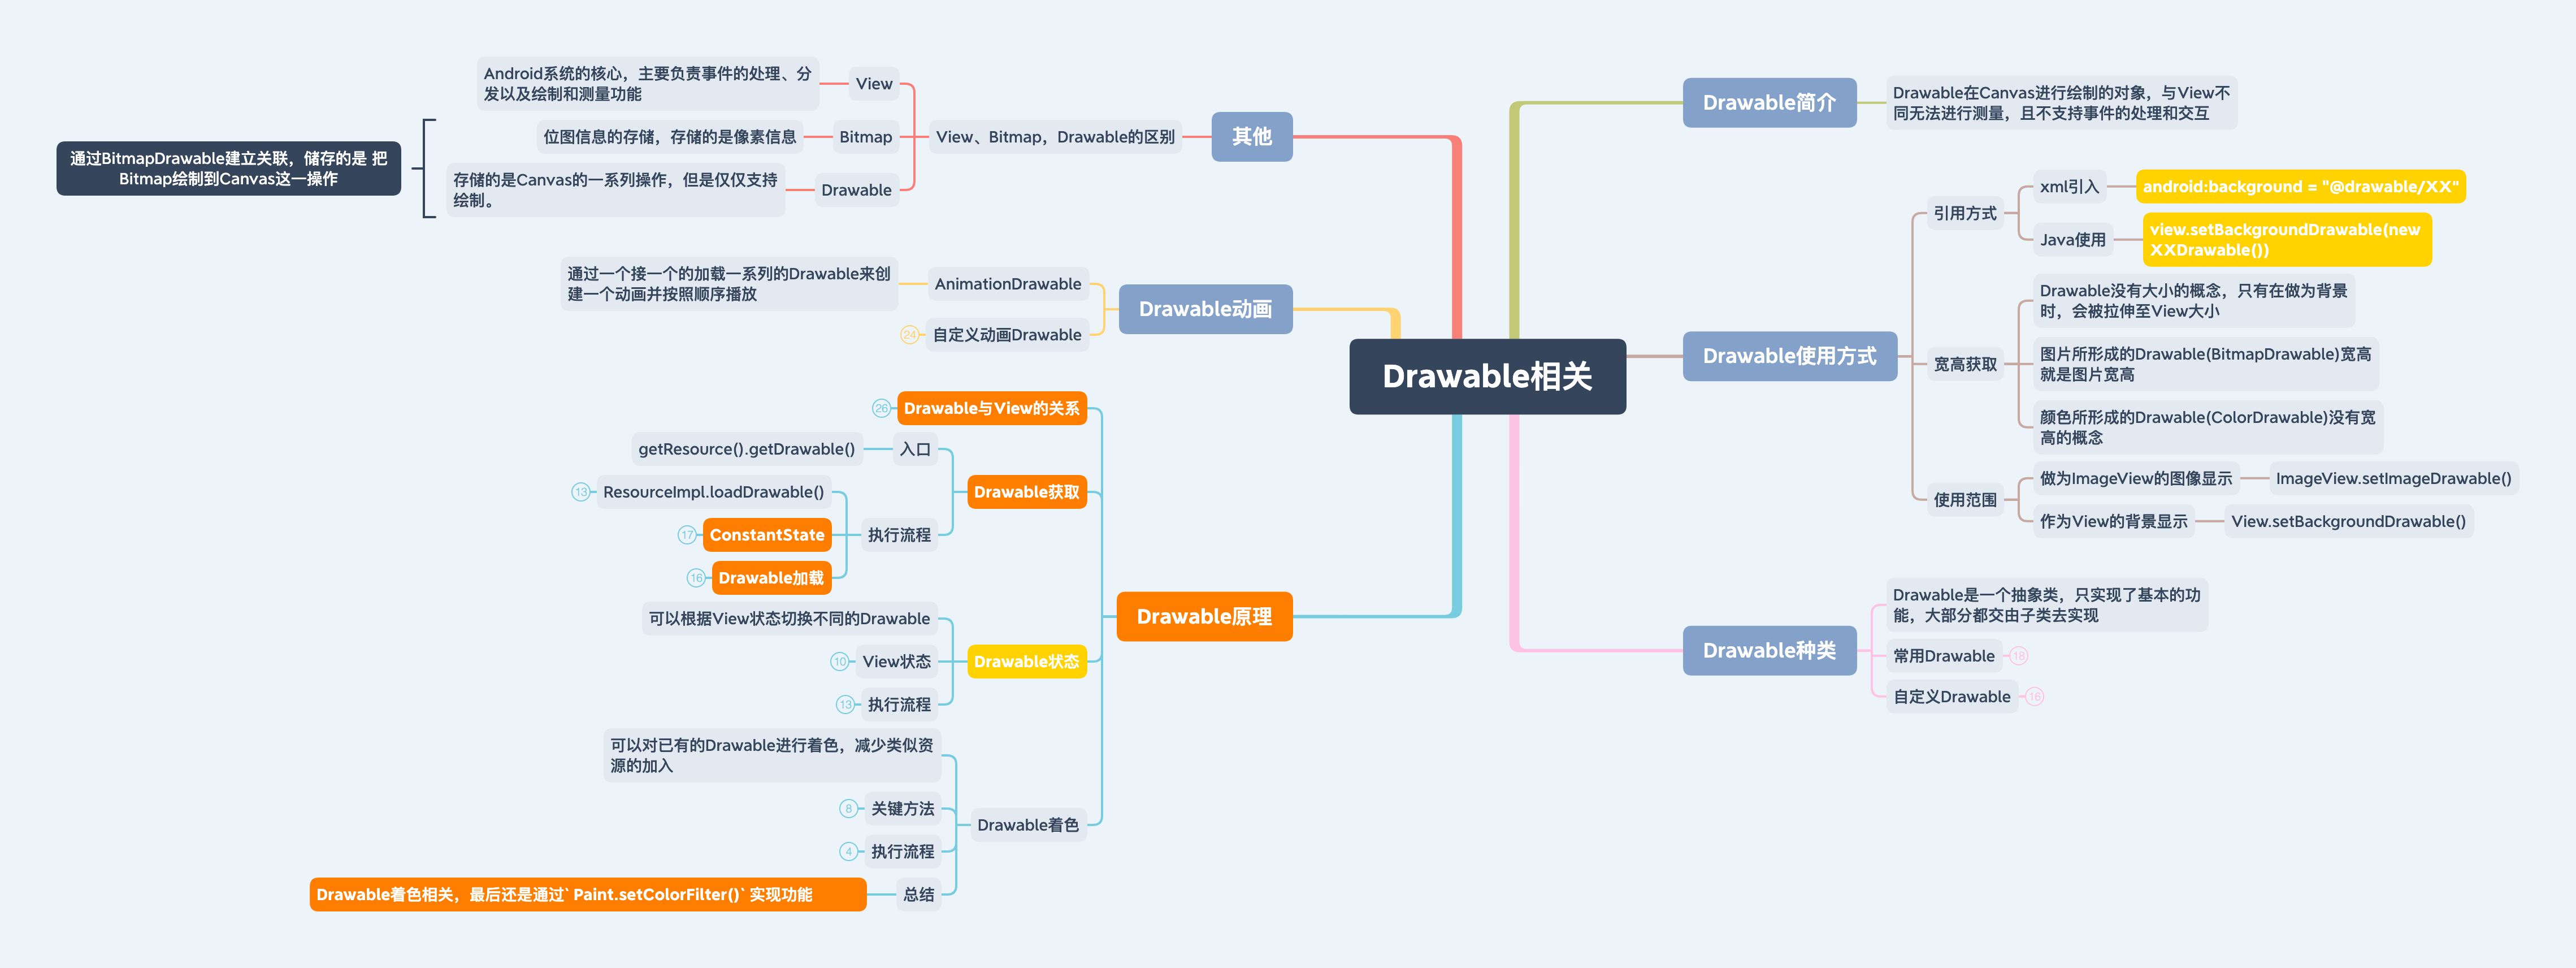 Drawable相关
Drawable简介
Drawable在Canvas进行绘制的对象，与View不
同无法进行测量，且不支持事件的处理和交互
Drawable使用方式
引用方式
xml引入
android:background = "@drawable/XX"
Java使用
view.setBackgroundDrawable(new
XXDrawable())
宽高获取
Drawable没有大小的概念，只有在做为背景
时，会被拉伸至View大小
图片所形成的Drawable(BitmapDrawable)宽高
就是图片宽高
颜色所形成的Drawable(ColorDrawable)没有宽
高的概念
使用范围
做为ImageView的图像显示
ImageView.setImageDrawable()
作为View的背景显示
View.setBackgroundDrawable()
Drawable种类
Drawable是一个抽象类，只实现了基本的功
能，大部分都交由子类去实现
常用Drawable
18
自定义Drawable
16
其他
View、Bitmap，Drawable的区别
View
Android系统的核心，主要负责事件的处理、分
发以及绘制和测量功能
Bitmap
位图信息的存储，存储的是像素信息
Drawable
存储的是Canvas的一系列操作，但是仅仅支持
绘制。
通过BitmapDrawable建立关联，储存的是 把
Bitmap绘制到Canvas这一操作
Drawable动画
AnimationDrawable
通过一个接一个的加载一系列的Drawable来创
建一个动画并按照顺序播放
自定义动画Drawable
24
Drawable原理
Drawable与View的关系
26
Drawable获取
入口
getResource().getDrawable()
执行流程
ResourceImpl.loadDrawable()
13
ConstantState
17
Drawable加载
16
Drawable状态
可以根据View状态切换不同的Drawable
View状态
10
执行流程
13
Drawable着色
可以对已有的Drawable进行着色，减少类似资
源的加入
关键方法
8
执行流程
4
总结
Drawable着色相关，最后还是通过`Paint.setColorFilter()`实现功能